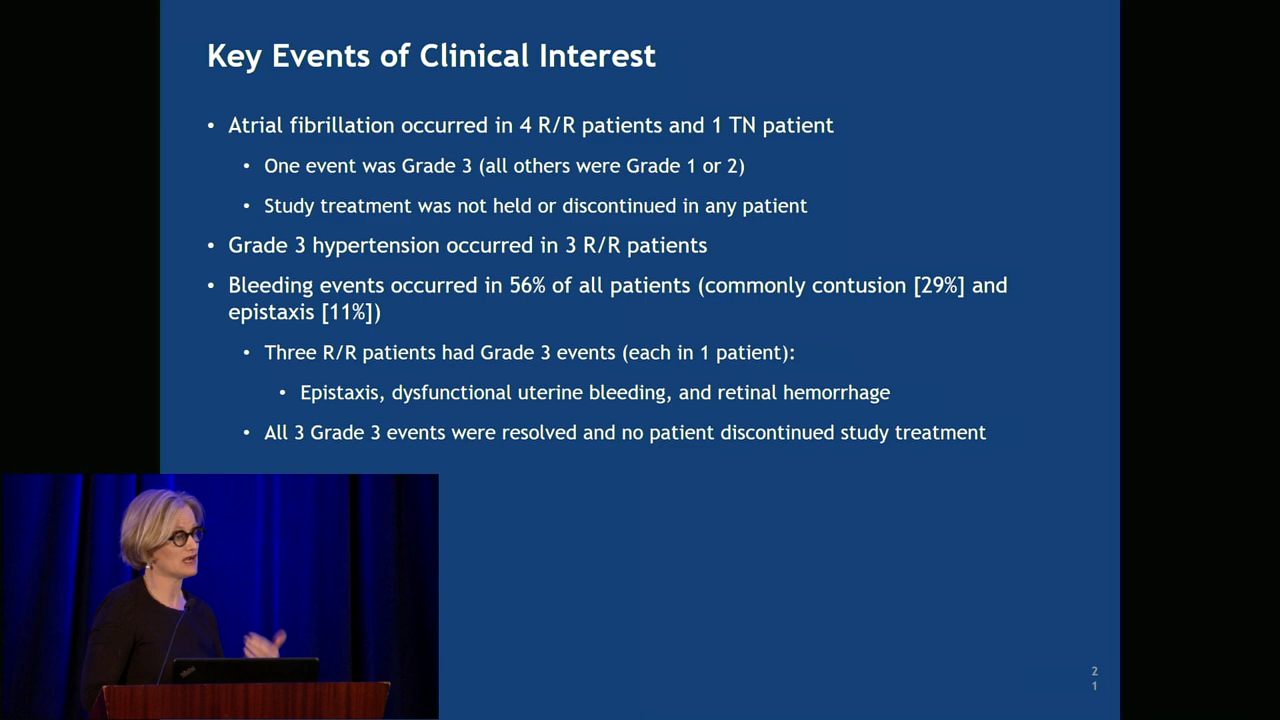 Key Events of Clinical Interest
• Atrial fibrillation occurred in 4 R/R patients and 1 TN patient
• One event was Grade 3 (all others were Grade 1 or 2)
• Study treatment was not held or discontinued in any patient
• Grade 3 hypertension occurred in 3 R/R patients
• Bleeding events occurred in 56% of all patients (commonly contusion [29%] and
epistaxis [11%])
• Three R/R patients had Grade 3 events (each in 1 patient):
• Epistaxis, dysfunctional uterine bleeding, and retinal hemorrhage
• All 3 Grade 3 events were resolved and no patient discontinued study treatment
2
1